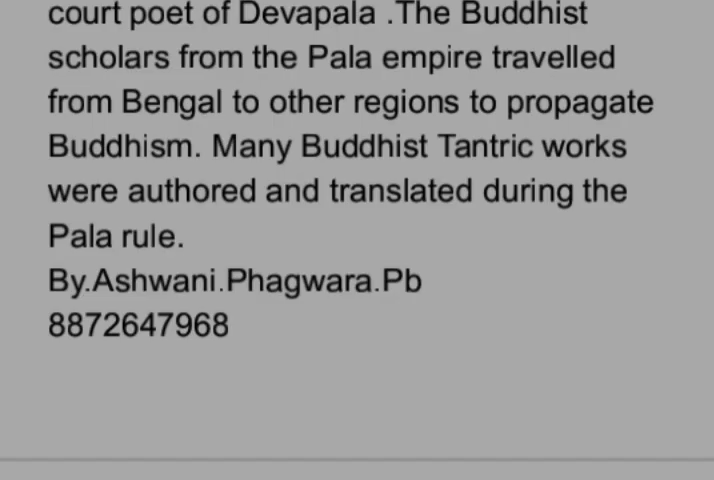 court poet of Devapala .The Buddhist
scholars from the Pala empire travelled
from Bengal to other regions to propagate
Buddhism. Many Buddhist Tantric works
were authored and translated during the
Pala rule.
By.Ashwani.Phagwara.Pb
8872647968